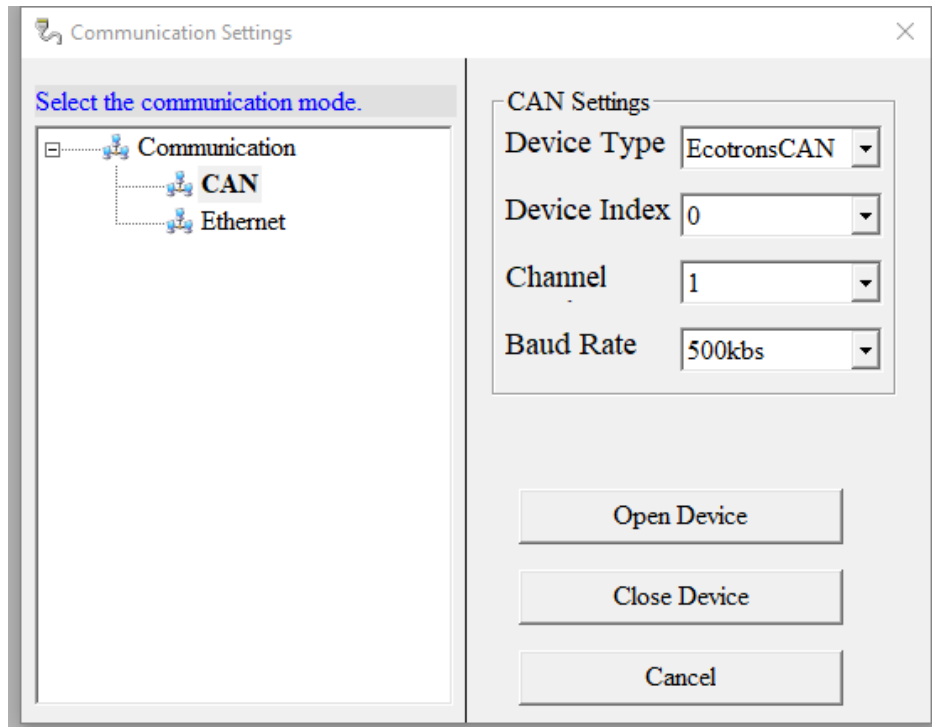 Communication Settings
Select the communication mode.
Communication
CAN
Ethernet
CAN Settings
Device Type EcotronsCAN
Device Index 0
Channel 1
Baud Rate 500kbs
Open Device
Close Device
Cancel